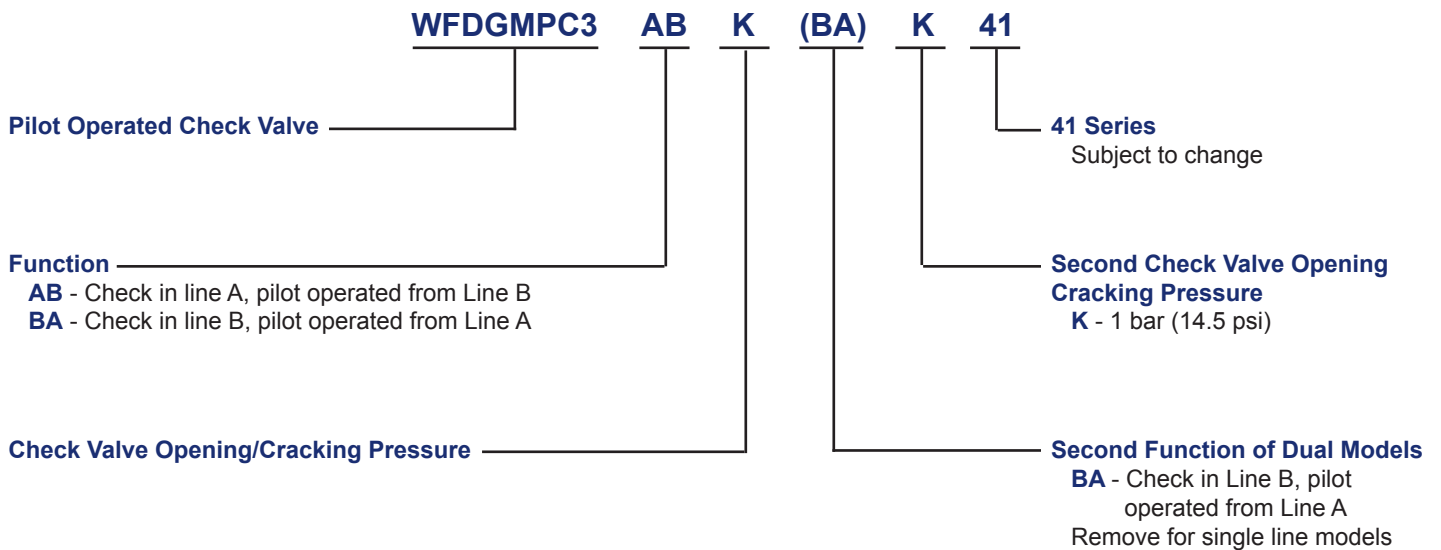 WFDGMPC3 AB K (BA) K 41
Pilot Operated Check Valve
41 Series
Subject to change
Function
AB - Check in line A, pilot operated from Line B
BA - Check in line B, pilot operated from Line A
Second Check Valve Opening
Cracking Pressure
K - 1 bar (14.5 psi)
Check Valve Opening/Cracking Pressure
Second Function of Dual Models
BA - Check in Line B, pilot
operated from Line A
Remove for single line models